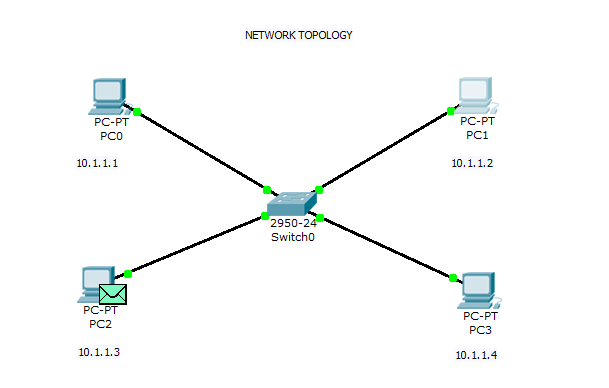 NETWORK TOPOLOGY
PC-PT
PC0
10.1.1.1
PC-PT
PC1
10.1.1.2
2950-24
Switch0
PC-PT
PC2
10.1.1.3
PC-PT
PC3
10.1.1.4